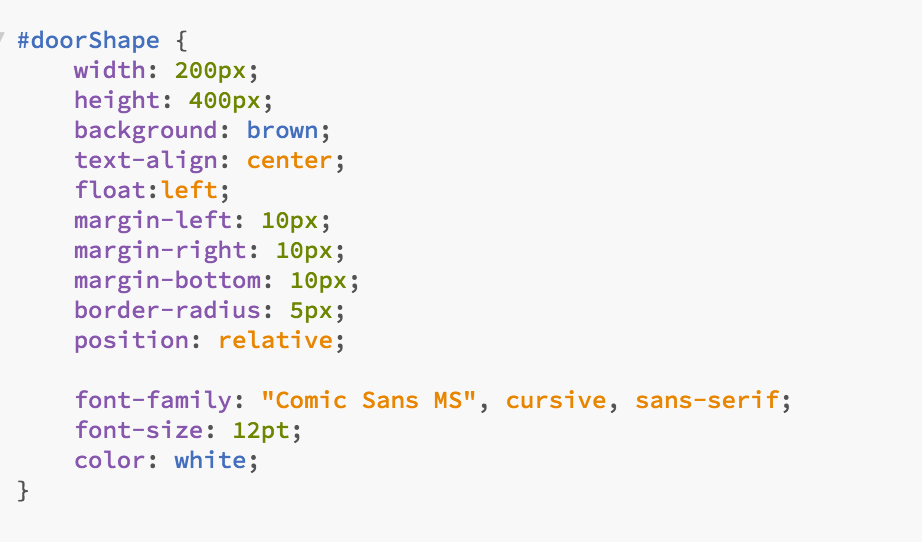 #doorShape {
width: 200px;
height: 400px;
background: brown;
text-align: center;
float:left;
margin-left: 10px;
margin-right: 10px;
margin-bottom: 10px;
border-radius: 5px;
position: relative;
font-family: "Comic Sans MS", cursive, sans-serif;
font-size: 12pt;
color: white;
}